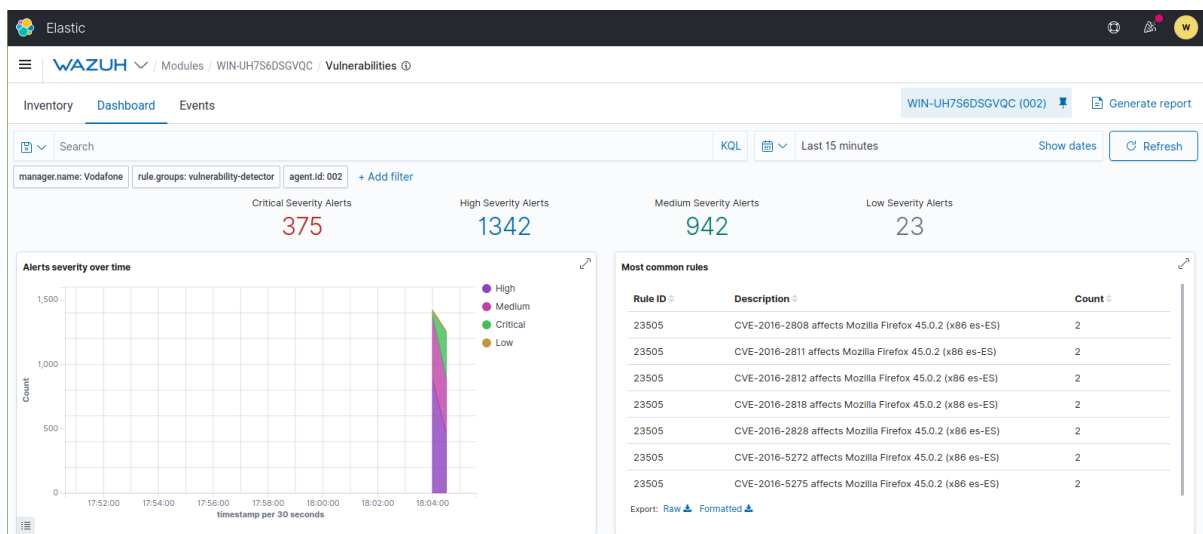 Elastic
W
WAZUH / Modules / WIN-UH7S6DSGVQC / Vulnerabilities
Inventory Dashboard Events WIN-UH7S6DSGVQC (002) Generate report
Search KQL Last 15 minutes Show dates Refresh
manager.name: Vodafone rule.groups: vulnerability-detector agent.id: 002 + Add filter
Critical Severity Alerts High Severity Alerts Medium Severity Alerts Low Severity Alerts
375 1342 942 23
Alerts severity over time
1,500
1,000
500
0
Count
17:52:00 17:54:00 17:56:00 17:58:00 18:00:00 18:02:00 18:04:00
timestamp per 30 seconds
High
Medium
Critical
Low
Most common rules
Rule ID Description Count
23505 CVE-2016-2808 affects Mozilla Firefox 45.0.2 (x86 es-ES) 2
23505 CVE-2016-2811 affects Mozilla Firefox 45.0.2 (x86 es-ES) 2
23505 CVE-2016-2812 affects Mozilla Firefox 45.0.2 (x86 es-ES) 2
23505 CVE-2016-2818 affects Mozilla Firefox 45.0.2 (x86 es-ES) 2
23505 CVE-2016-2828 affects Mozilla Firefox 45.0.2 (x86 es-ES) 2
23505 CVE-2016-5272 affects Mozilla Firefox 45.0.2 (x86 es-ES) 2
23505 CVE-2016-5275 affects Mozilla Firefox 45.0.2 (x86 es-ES) 2
Export: Raw Formatted